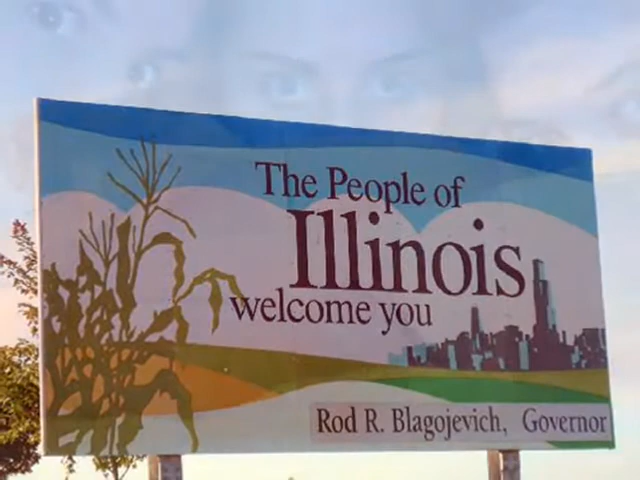 The People of
Illinois
welcome you
Rod R. Blagojevich, Governor